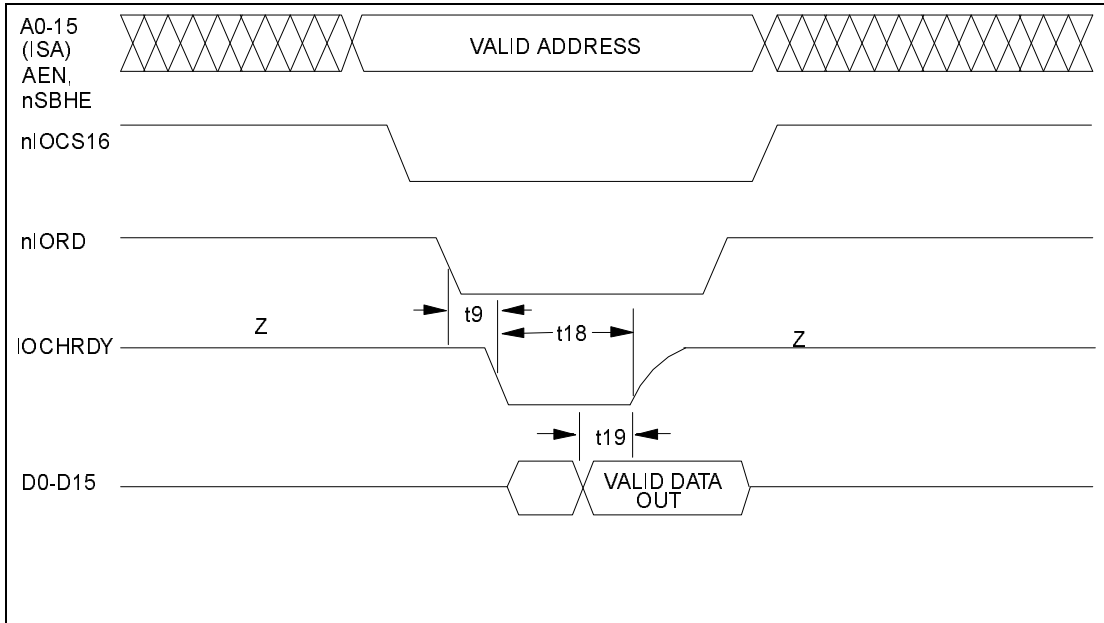 A0-15
(ISA)
AEN,
nSBHE
VALID ADDRESS
nIOCS16
nIORD
t9
Z
t18
Z
IOCHRDY
t19
D0-D15
VALID DATA
OUT